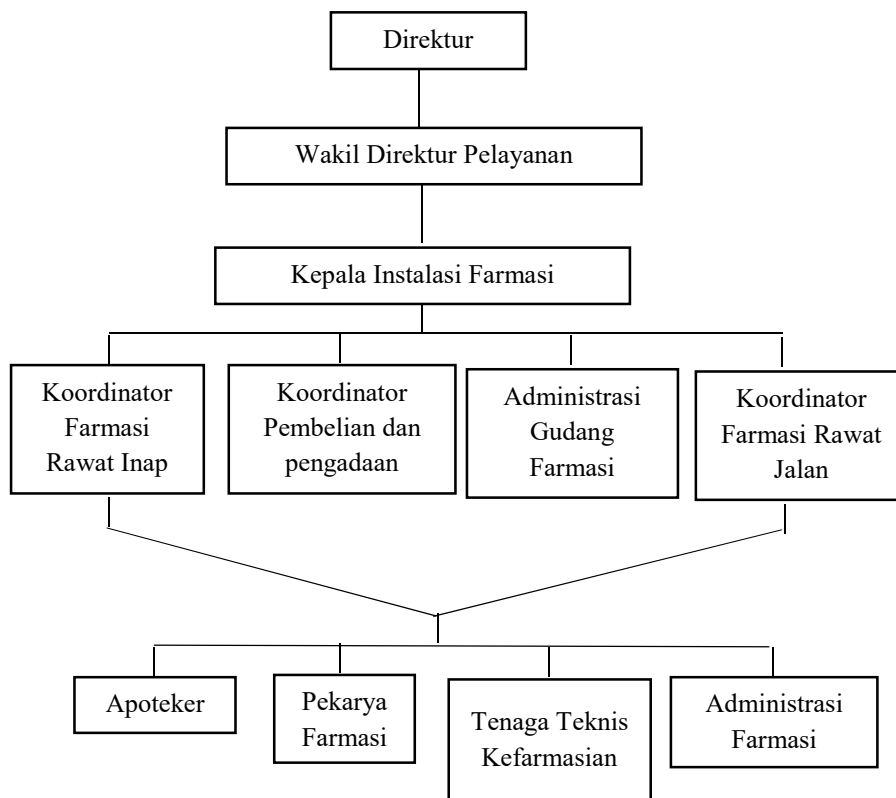 Direktur
Wakil Direktur Pelayanan
Kepala Instalasi Farmasi
Koordinator
Farmasi
Rawat Inap
Koordinator
Pembelian dan
pengadaan
Administrasi
Gudang
Farmasi
Koordinator
Farmasi Rawat
Jalan
Apoteker
Pekarya
Farmasi
Tenaga Teknis
Kefarmasian
Administrasi
Farmasi